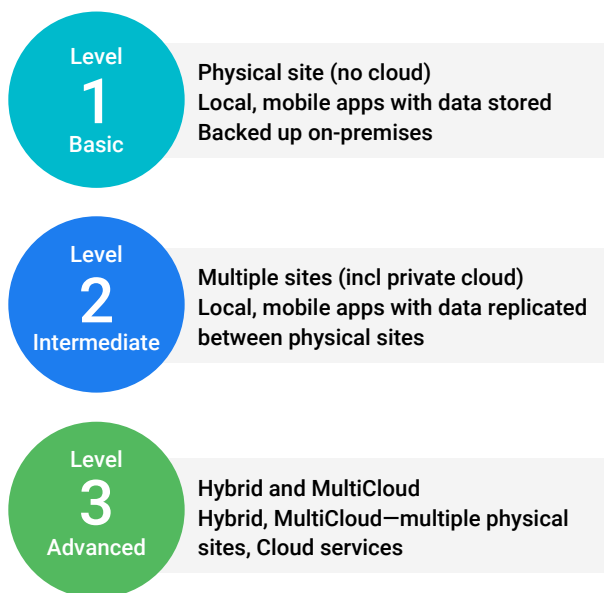 Level
1
Basic
Physical site (no cloud)
Local, mobile apps with data stored
Backed up on-premises
Level
2
Intermediate
Multiple sites (incl private cloud)
Local, mobile apps with data replicated
between physical sites
Level
3
Advanced
Hybrid and MultiCloud
Hybrid, MultiCloud—multiple physical
sites, Cloud services